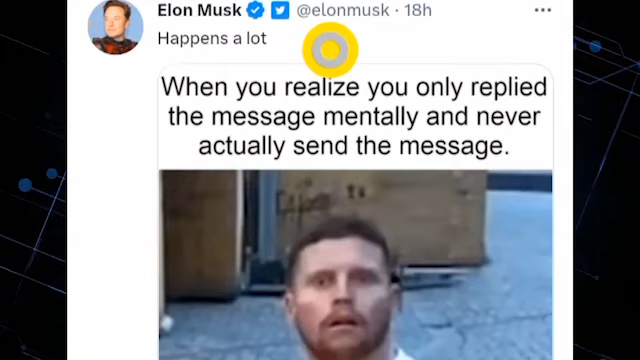 Elon Musk @elonmusk · 18h
Happens a lot
When you realize you only replied
the message mentally and never
actually send the message.